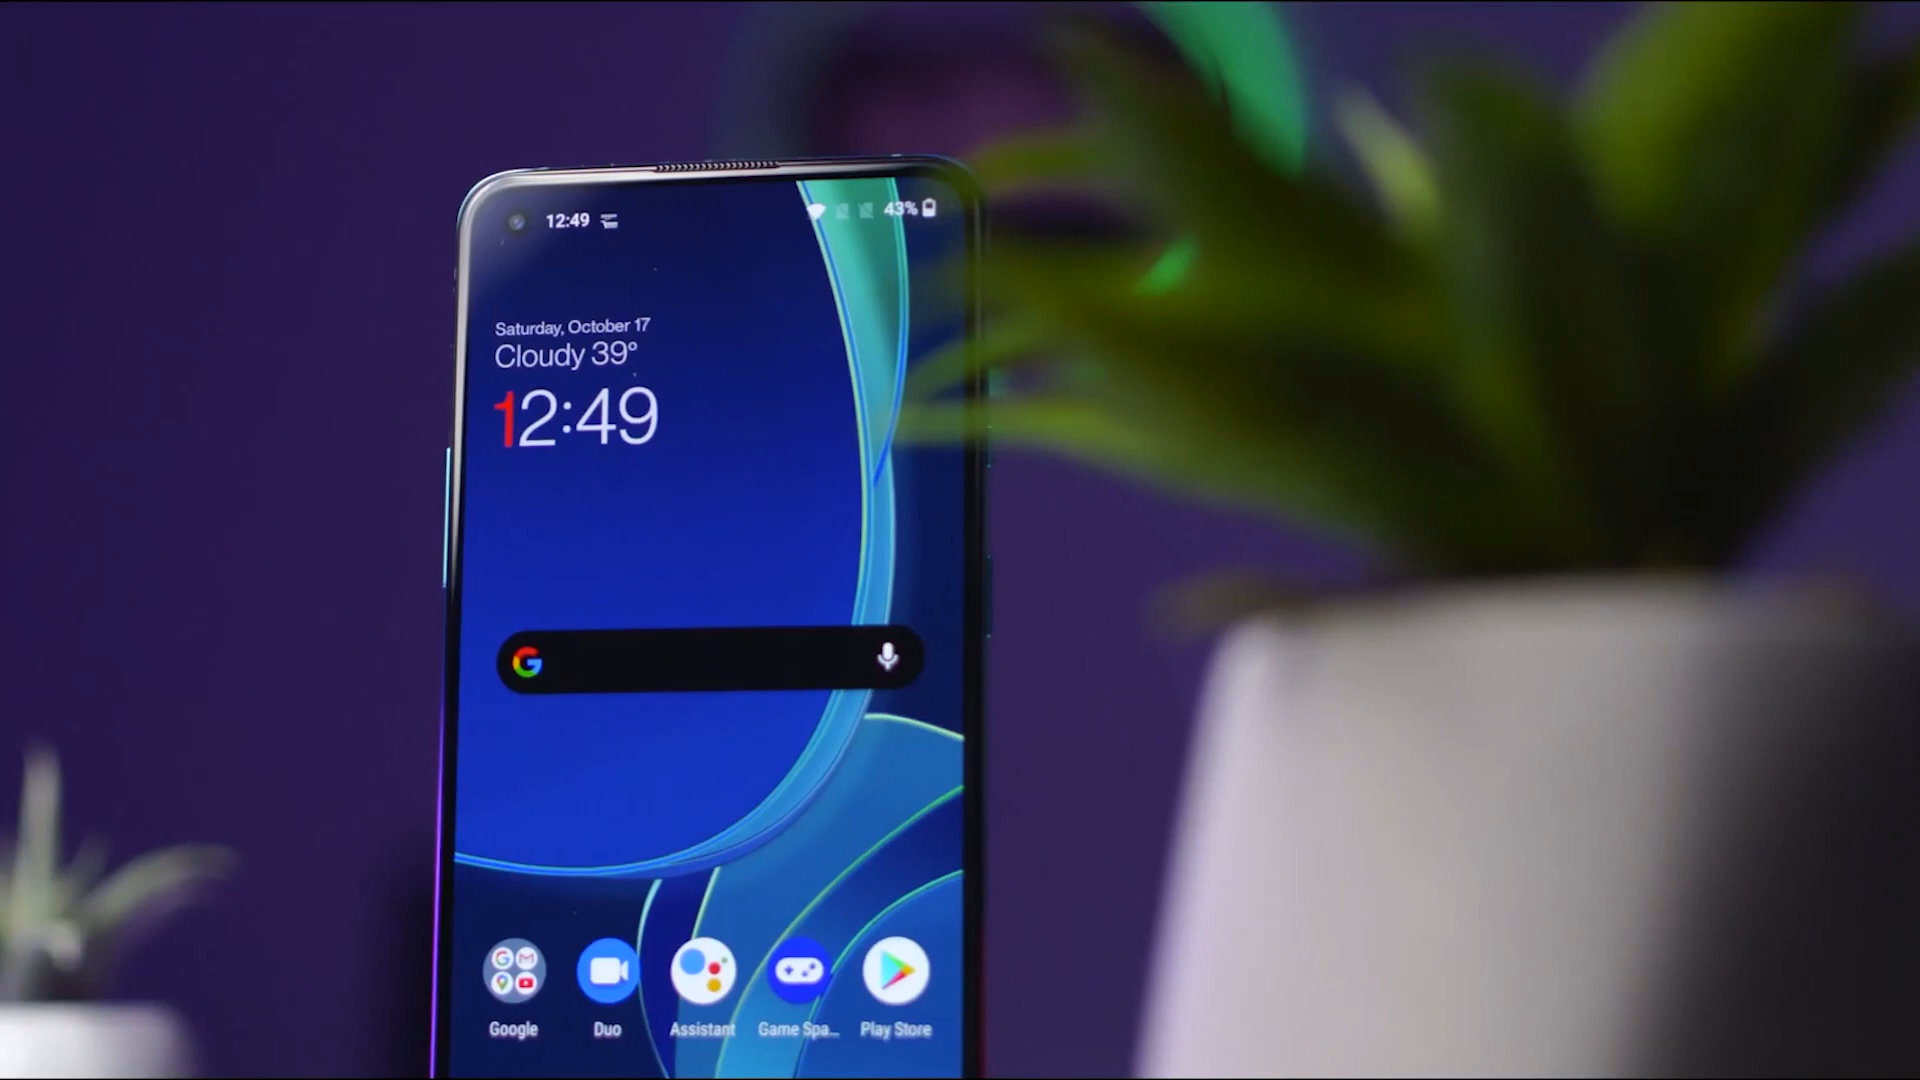 12:49
43%
Saturday, October 17
Cloudy 39°
12:49
Google
Duo
Assistant
Game Spa...
Play Store